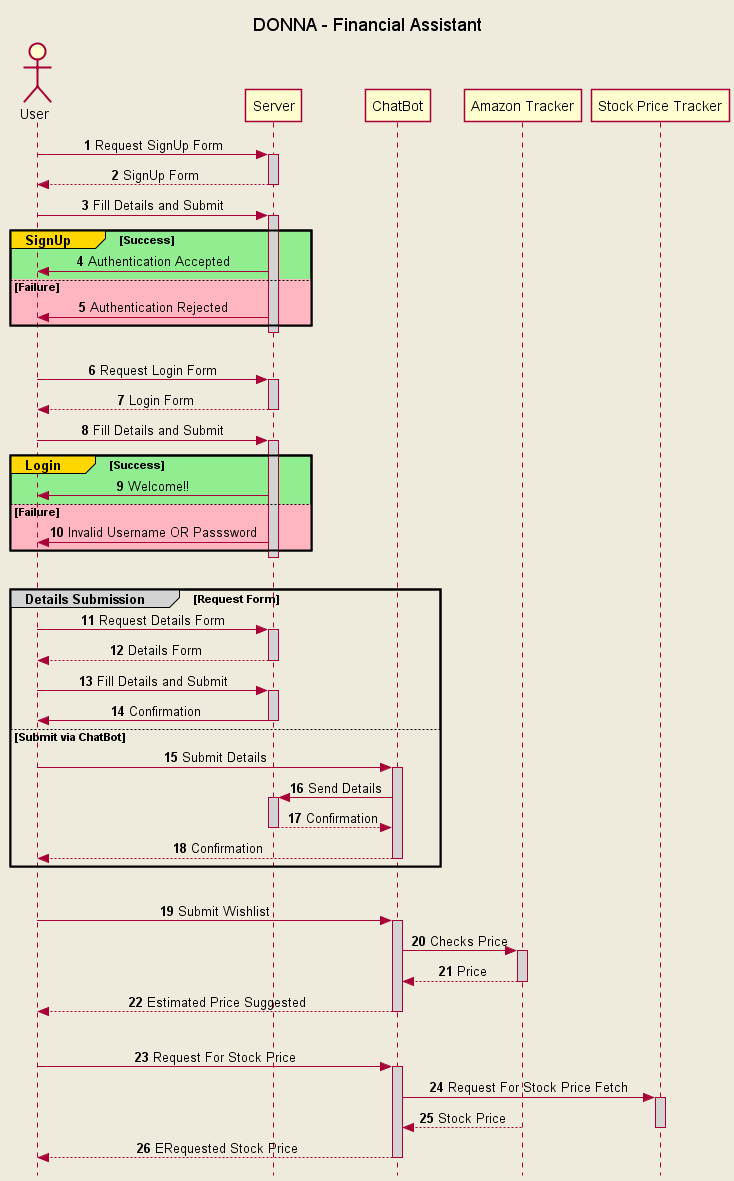 DONNA - Financial Assistant
User
Server
ChatBot
Amazon Tracker
Stock Price Tracker
1 Request SignUp Form
2 SignUp Form
3 Fill Details and Submit
SignUp [Success]
4 Authentication Accepted
[Failure]
5 Authentication Rejected
6 Request Login Form
7 Login Form
8 Fill Details and Submit
Login [Success]
9 Welcome!!
[Failure]
10 Invalid Username OR Passsword
Details Submission [Request Form]
11 Request Details Form
12 Details Form
13 Fill Details and Submit
14 Confirmation
[Submit via ChatBot]
15 Submit Details
16 Send Details
17 Confirmation
18 Confirmation
19 Submit Wishlist
20 Checks Price
21 Price
22 Estimated Price Suggested
23 Request For Stock Price
24 Request For Stock Price Fetch
25 Stock Price
26 ERequested Stock Price